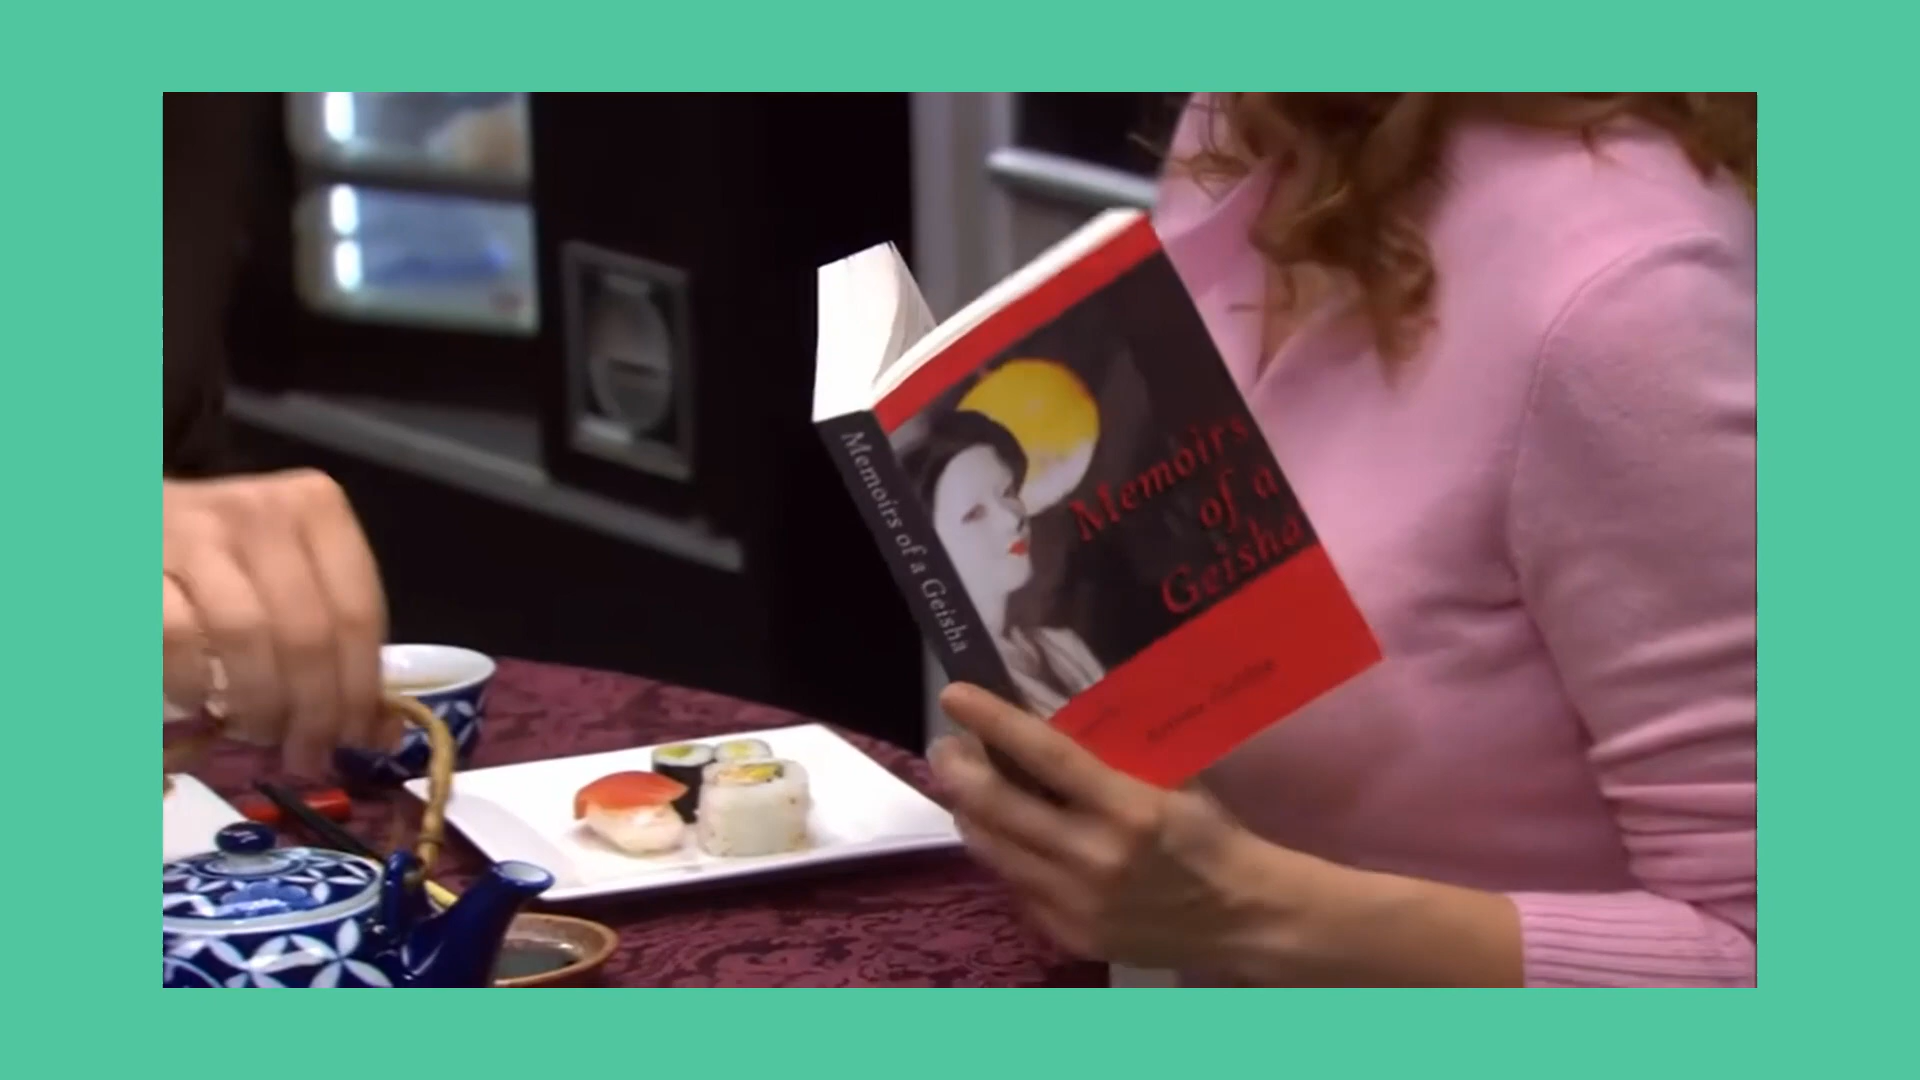 Memoirs of a Geisha
Memoirs
of a
Geisha